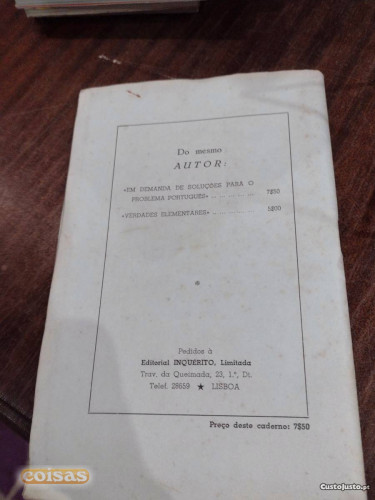 Do mesmo
AUTOR:
«EM DEMANDA DE SOLUÇÕES PARA O
PROBLEMA PORTUGUÊS» ... ... ... ... 7$50
«VERDADES ELEMENTARES» ... ... ... ... 5$00
Pedidos à
Editorial INQUERITO, Limitada
Trav. da Queimada, 23, 1.º, Dt.
Telef. 28659 ★ LISBOA
Preço deste caderno: 7$50
coisas
CustoJusto.pt